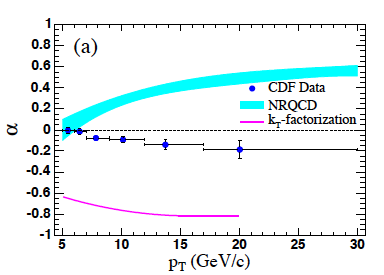 1
0.8
0.6
0.4
0.2
0
-0.2
-0.4
-0.6
-0.8
-1
α
(a)
CDF Data
NRQCD
kT-factorization
5 10 15 20 25 30
pT (GeV/c)